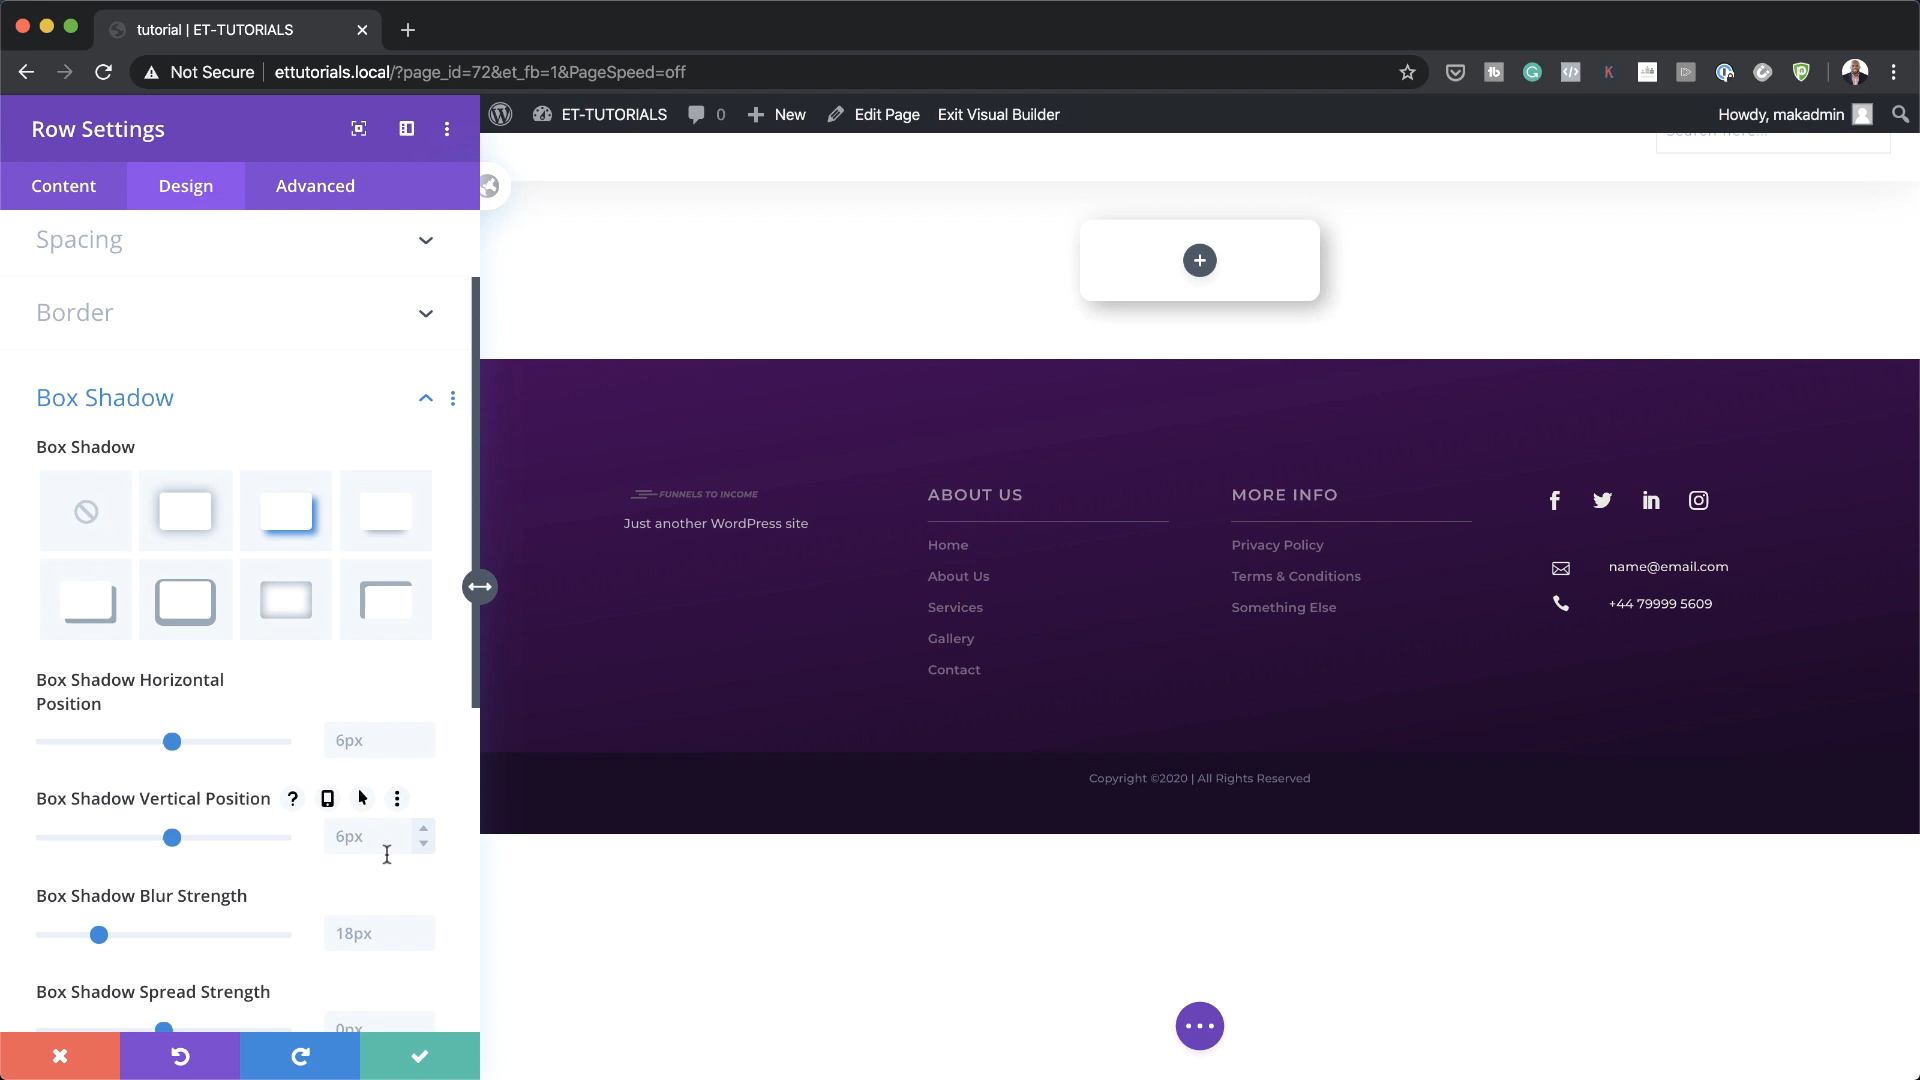 tutorial | ET-TUTORIALS
Not Secure
ettutorials.local/?page_id=72&et_fb=1&PageSpeed=off
ET-TUTORIALS
0
New
Edit Page
Exit Visual Builder
Howdy, makadmin
Search here...
Row Settings
Content
Design
Advanced
Spacing
Border
Box Shadow
Box Shadow
Box Shadow Horizontal
Position
6px
Box Shadow Vertical Position
?
6px
Box Shadow Blur Strength
18px
Box Shadow Spread Strength
0px
FUNNELS TO INCOME
Just another WordPress site
ABOUT US
Home
About Us
Services
Gallery
Contact
MORE INFO
Privacy Policy
Terms & Conditions
Something Else
name@email.com
+44 79999 5609
Copyright ©2020 | All Rights Reserved